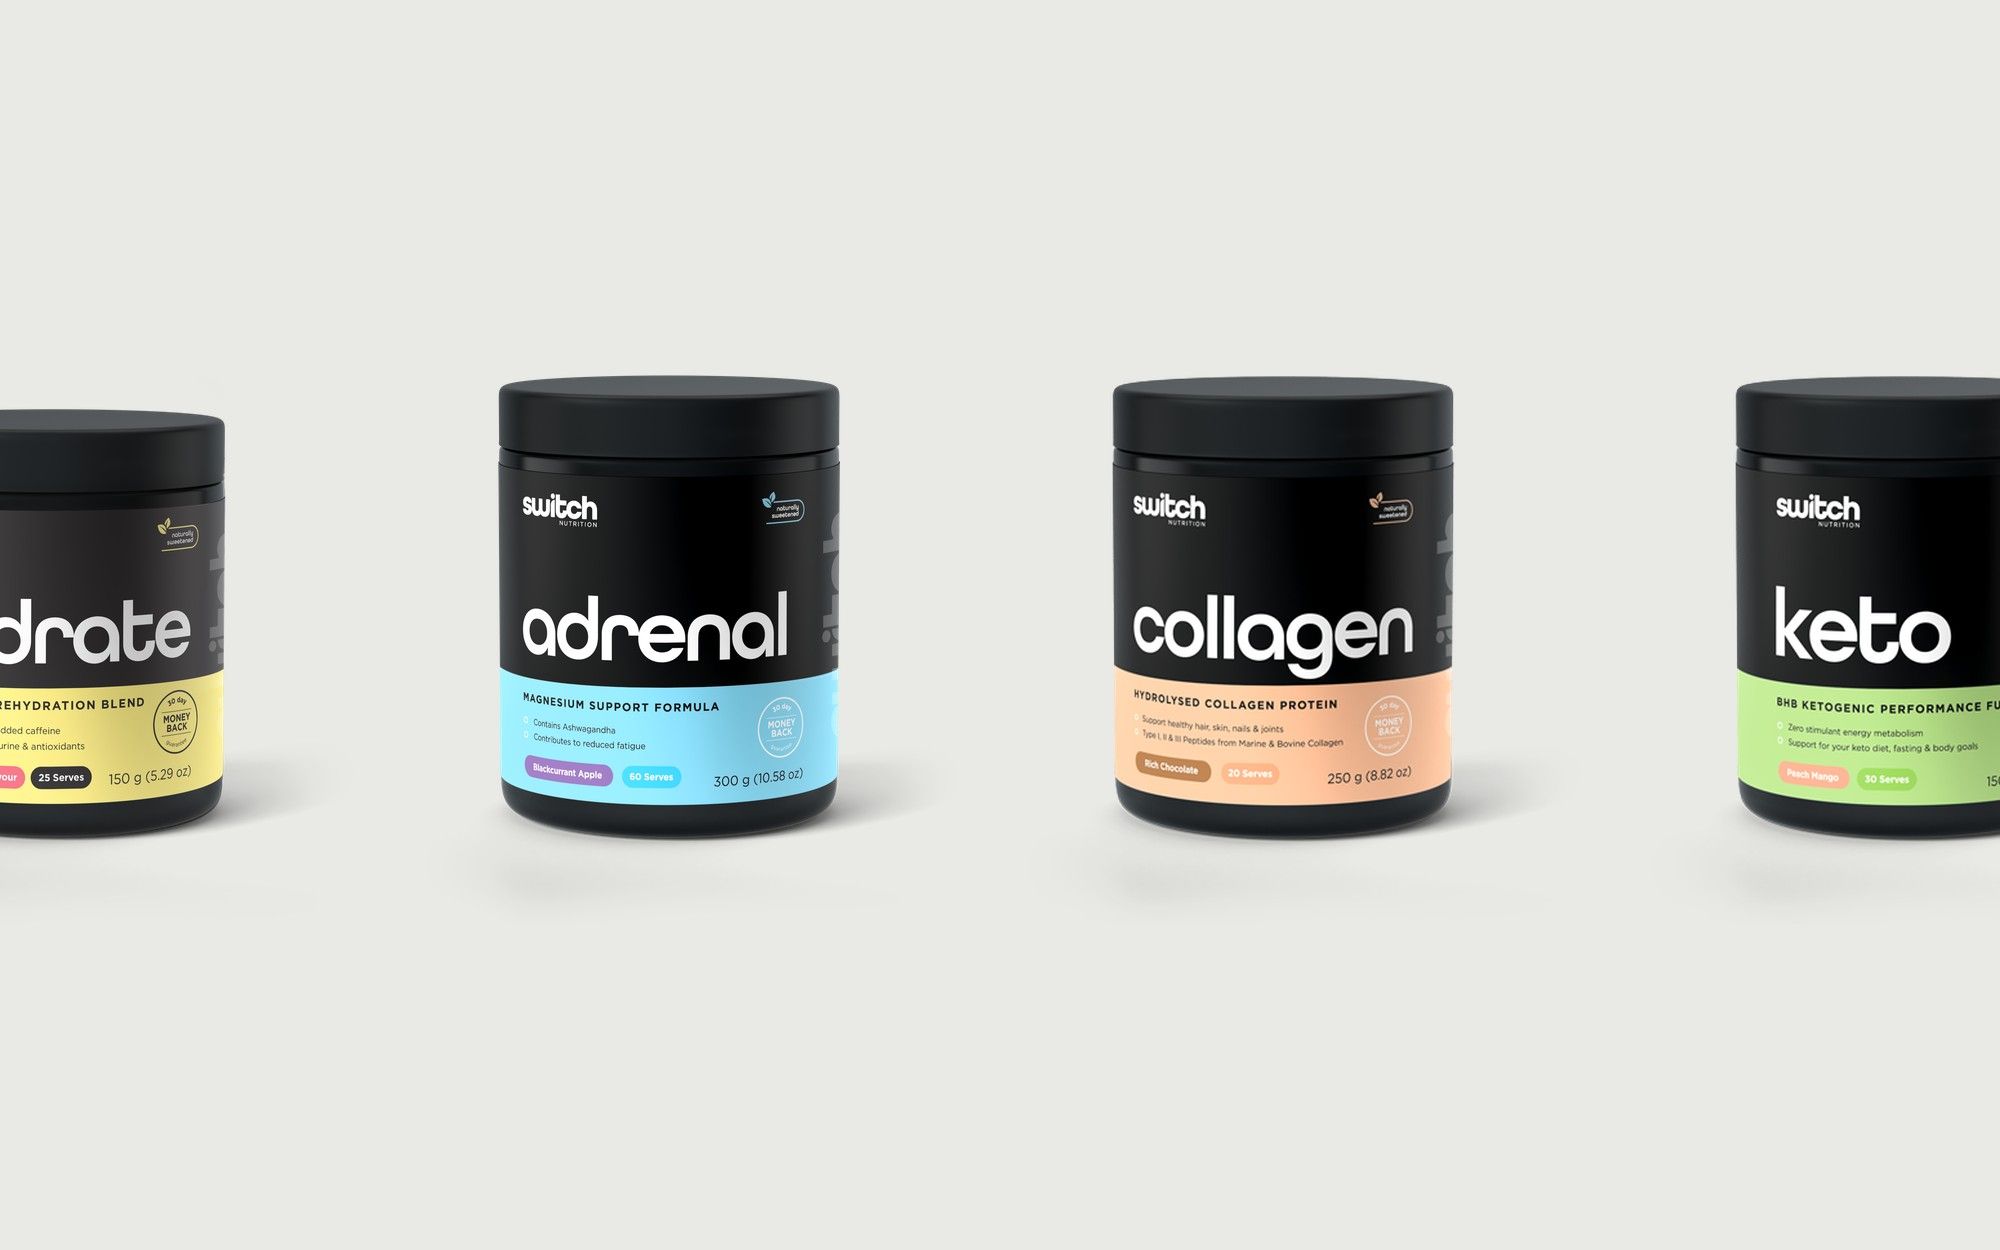 naturally
sweetened
drate
REHYDRATION BLEND
dded caffeine
urine & antioxidants
30 day
MONEY
BACK
guarantee
vour
25 Serves
150 g (5.29 oz)
switch
NUTRITION
naturally
sweetened
adrenal
MAGNESIUM SUPPORT FORMULA
Contains Ashwagandha
Contributes to reduced fatigue
30 day
MONEY
BACK
guarantee
Blackcurrant Apple
60 Serves
300 g (10.58 oz)
switch
NUTRITION
naturally
sweetened
collagen
HYDROLYSED COLLAGEN PROTEIN
Support healthy hair, skin, nails & joints
Type I, II & III Peptides from Marine & Bovine Collagen
30 day
MONEY
BACK
guarantee
Rich Chocolate
20 Serves
250 g (8.82 oz)
switch
NUTRITION
keto
BHB KETOGENIC PERFORMANCE FU
Zero stimulant energy metabolism
Support for your keto diet, fasting & body goals
Peach Mango
30 Serves
150